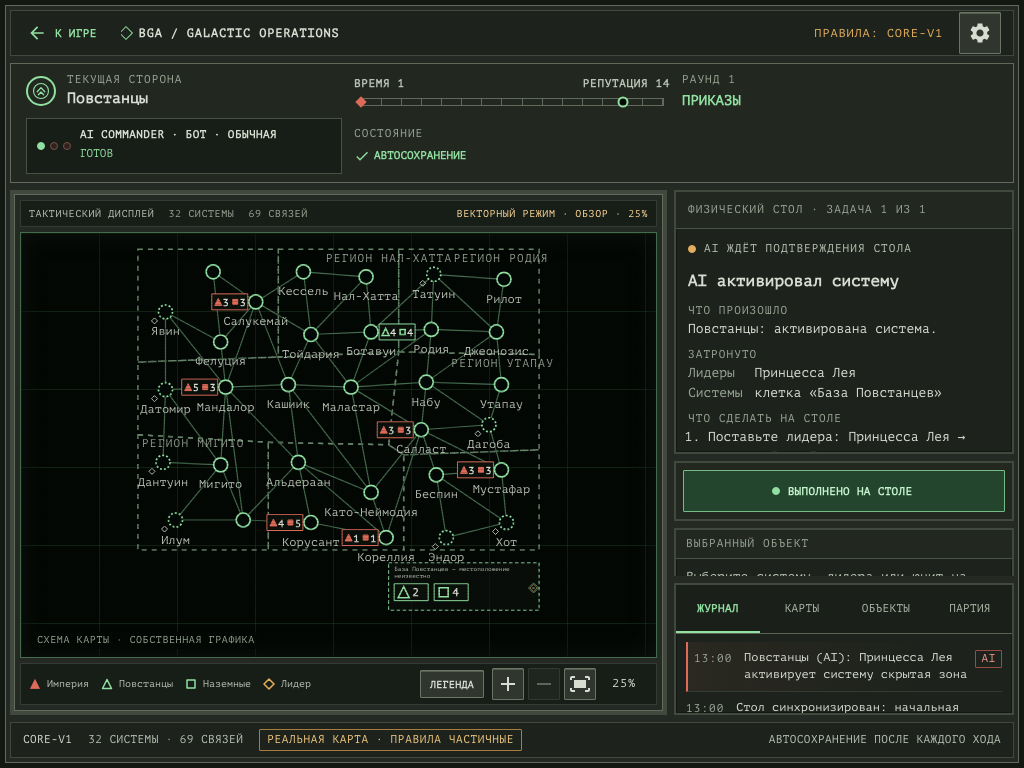 К ИГРЕ
BGA / GALACTIC OPERATIONS
ПРАВИЛА: CORE-V1
ТЕКУЩАЯ СТОРОНА
Повстанцы
AI COMMANDER · БОТ · ОБЫЧНАЯ
ГОТОВ
ВРЕМЯ 1
РЕПУТАЦИЯ 14
СОСТОЯНИЕ
АВТОСОХРАНЕНИЕ
РАУНД 1
ПРИКАЗЫ
ТАКТИЧЕСКИЙ ДИСПЛЕЙ 32 СИСТЕМЫ 69 СВЯЗЕЙ
ВЕКТОРНЫЙ РЕЖИМ · ОБЗОР · 25%
РЕГИОН НАЛ-ХАТТА
РЕГИОН РОДИЯ
Кессель
Нал-Хатта
Татуин
Рилот
3 3
Салукемай
Явин
4 4
Фелуция
Тойдария
Ботавуи
Родия
Джеонозис
РЕГИОН УТАПАУ
5 3
Датомир
Мандалор
Кашиик
Маластар
Набу
Утапау
3 3
РЕГИОН МИГИТО
Салласт
Дагоба
3 3
Дантуин
Мигито
Альдераан
Беспин
Мустафар
Като-Неймодия
4 5
1 1
Илум
Корусант
Кореллия
Эндор
Хот
База Повстанцев — местоположение
неизвестно
2 4
СХЕМА КАРТЫ · СОБСТВЕННАЯ ГРАФИКА
Империя
Повстанцы
Наземные
Лидер
ЛЕГЕНДА
25%
ФИЗИЧЕСКИЙ СТОЛ · ЗАДАЧА 1 ИЗ 1
AI ЖДЁТ ПОДТВЕРЖДЕНИЯ СТОЛА
AI активировал систему
ЧТО ПРОИЗОШЛО
Повстанцы: активирована система.
ЗАТРОНУТО
Лидеры Принцесса Лея
Системы клетка «База Повстанцев»
ЧТО СДЕЛАТЬ НА СТОЛЕ
1. Поставьте лидера: Принцесса Лея →
ВЫПОЛНЕНО НА СТОЛЕ
ВЫБРАННЫЙ ОБЪЕКТ
Выберите систему, лидера или юнит на
ЖУРНАЛ
КАРТЫ
ОБЪЕКТЫ
ПАРТИЯ
13:00 Повстанцы (AI): Принцесса Лея
активирует систему скрытая зона
AI
13:00 Стол синхронизирован: начальная
CORE-V1 32 СИСТЕМЫ · 69 СВЯЗЕЙ
РЕАЛЬНАЯ КАРТА · ПРАВИЛА ЧАСТИЧНЫЕ
АВТОСОХРАНЕНИЕ ПОСЛЕ КАЖДОГО ХОДА